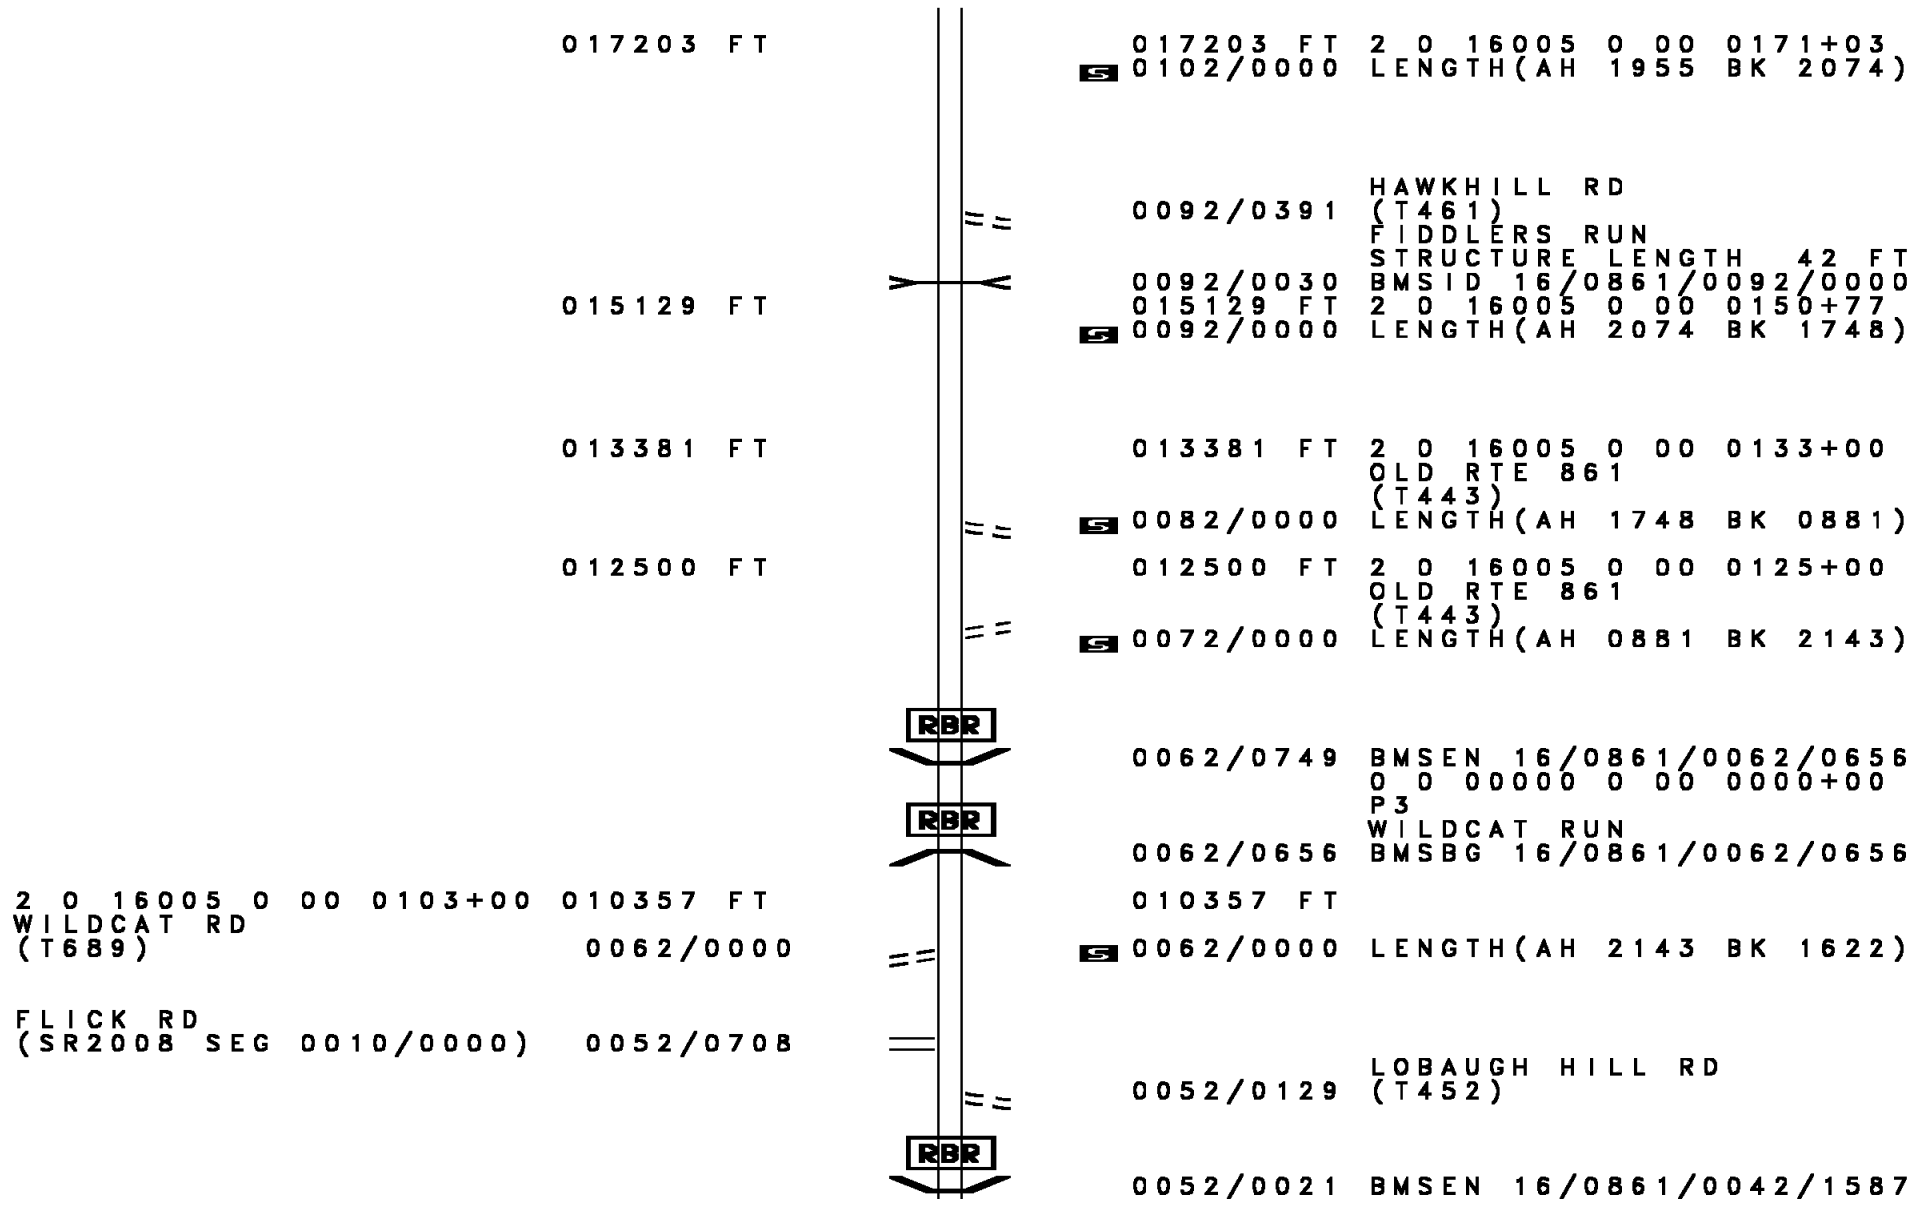 017203 FT 017203 FT 2 0 16005 0 00 0171+03
S 0102/0000 LENGTH(AH 1955 BK 2074)
HAWKHILL RD
0092/0391 (T461)
FIDDLERS RUN
STRUCTURE LENGTH 42 FT
0092/0030 BMSID 16/0861/0092/0000
015129 FT 015129 FT 2 0 16005 0 00 0150+77
S 0092/0000 LENGTH(AH 2074 BK 1748)
013381 FT 013381 FT 2 0 16005 0 00 0133+00
OLD RTE 861
(T443)
S 0082/0000 LENGTH(AH 1748 BK 0881)
012500 FT 012500 FT 2 0 16005 0 00 0125+00
OLD RTE 861
(T443)
S 0072/0000 LENGTH(AH 0881 BK 2143)
RBR
0062/0749 BMSEN 16/0861/0062/0656
0 0 00000 0 00 0000+00
P3
RBR
WILDCAT RUN
0062/0656 BMSBG 16/0861/0062/0656
2 0 16005 0 00 0103+00 010357 FT 010357 FT
WILDCAT RD
(T689) 0062/0000 S 0062/0000 LENGTH(AH 2143 BK 1622)
FLICK RD
(SR2008 SEG 0010/0000) 0052/0708
LOBAUGH HILL RD
0052/0129 (T452)
RBR
0052/0021 BMSEN 16/0861/0042/1587